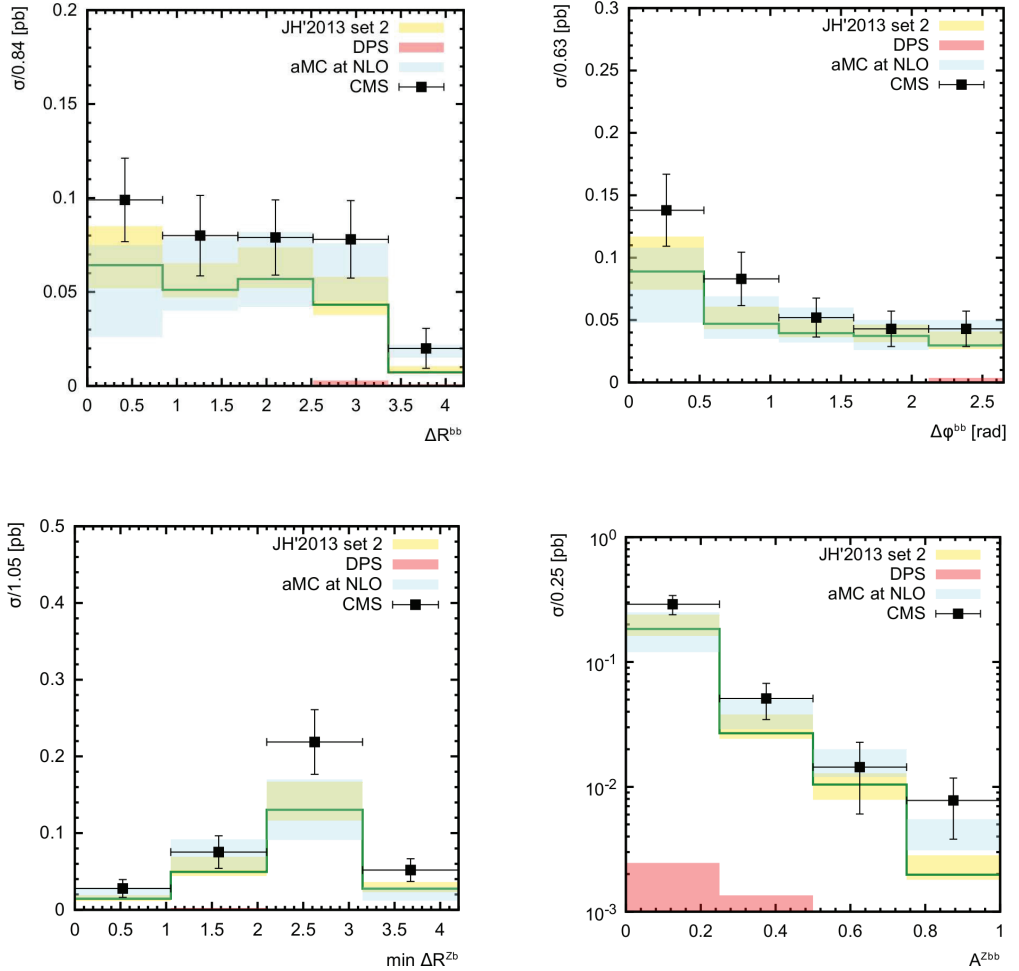 σ/0.84 [pb]
0.2
0.15
0.1
0.05
0
JH'2013 set 2
DPS
aMC at NLO
CMS
0 0.5 1 1.5 2 2.5 3 3.5 4
ΔR^bb
σ/0.63 [pb]
0.3
0.25
0.2
0.15
0.1
0.05
0
JH'2013 set 2
DPS
aMC at NLO
CMS
0 0.5 1 1.5 2 2.5
Δφ^bb [rad]
σ/1.05 [pb]
0.5
0.4
0.3
0.2
0.1
0
JH'2013 set 2
DPS
aMC at NLO
CMS
0 0.5 1 1.5 2 2.5 3 3.5 4
min ΔR^Zb
σ/0.25 [pb]
10^0
10^-1
10^-2
10^-3
JH'2013 set 2
DPS
aMC at NLO
CMS
0 0.2 0.4 0.6 0.8 1
A^Zbb